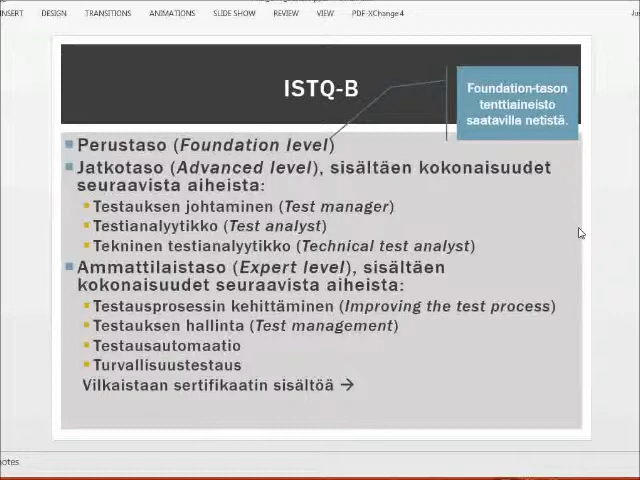 INSERT DESIGN TRANSITIONS ANIMATIONS SLIDE SHOW REVIEW VIEW PDF-XChange4
ISTQ-B
Foundation-tason
tenttiaineisto
saatavilla netistä.
Perustaso (Foundation level)
Jatkotaso (Advanced level), sisältäen kokonaisuudet
seuraavista aiheista:
Testauksen johtaminen (Test manager)
Testianalyytikko (Test analyst)
Tekninen testianalyytikko (Technical test analyst)
Ammattilaistaso (Expert level), sisältäen
kokonaisuudet seuraavista aiheista:
Testausprosessin kehittäminen (Improving the test process)
Testauksen hallinta (Test management)
Testausautomaatio
Turvallisuustestaus
Vilkaistaan sertifikaatin sisältöä →